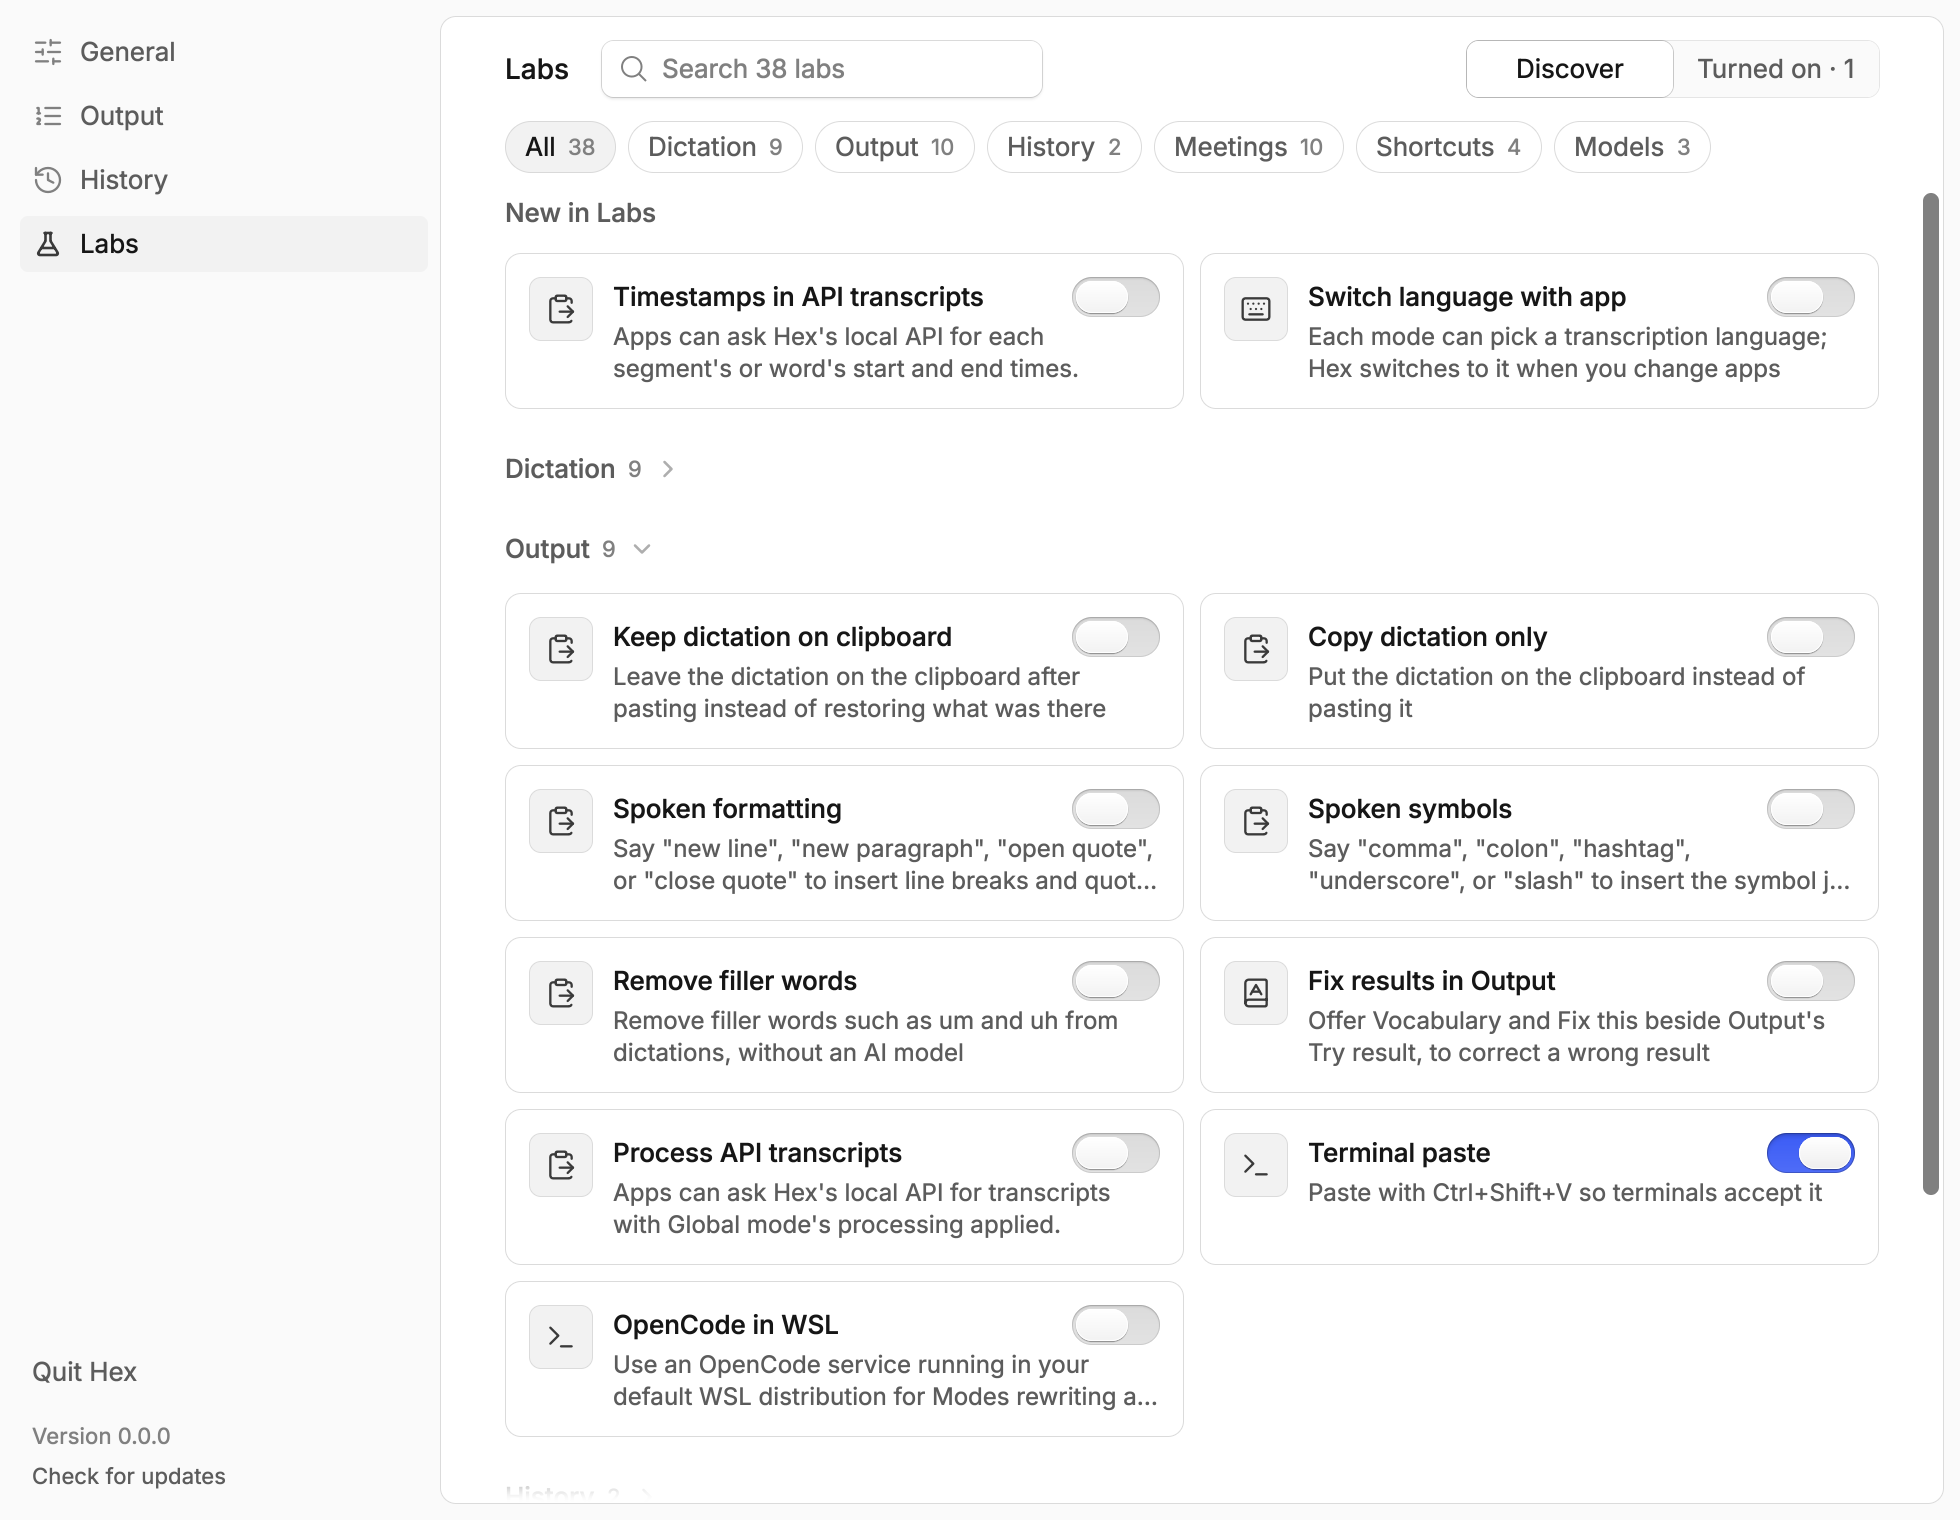 General
Output
History
Labs
Quit Hex
Version 0.0.0
Check for updates
Labs
Search 38 labs
Discover
Turned on · 1
All 38
Dictation 9
Output 10
History 2
Meetings 10
Shortcuts 4
Models 3
New in Labs
Timestamps in API transcripts
Apps can ask Hex's local API for each
segment's or word's start and end times.
Switch language with app
Each mode can pick a transcription language;
Hex switches to it when you change apps
Dictation 9
Output 9
Keep dictation on clipboard
Leave the dictation on the clipboard after
pasting instead of restoring what was there
Copy dictation only
Put the dictation on the clipboard instead of
pasting it
Spoken formatting
Say "new line", "new paragraph", "open quote",
or "close quote" to insert line breaks and quot...
Spoken symbols
Say "comma", "colon", "hashtag",
"underscore", or "slash" to insert the symbol j...
Remove filler words
Remove filler words such as um and uh from
dictations, without an AI model
Fix results in Output
Offer Vocabulary and Fix this beside Output's
Try result, to correct a wrong result
Process API transcripts
Apps can ask Hex's local API for transcripts
with Global mode's processing applied.
Terminal paste
Paste with Ctrl+Shift+V so terminals accept it
OpenCode in WSL
Use an OpenCode service running in your
default WSL distribution for Modes rewriting a...
History